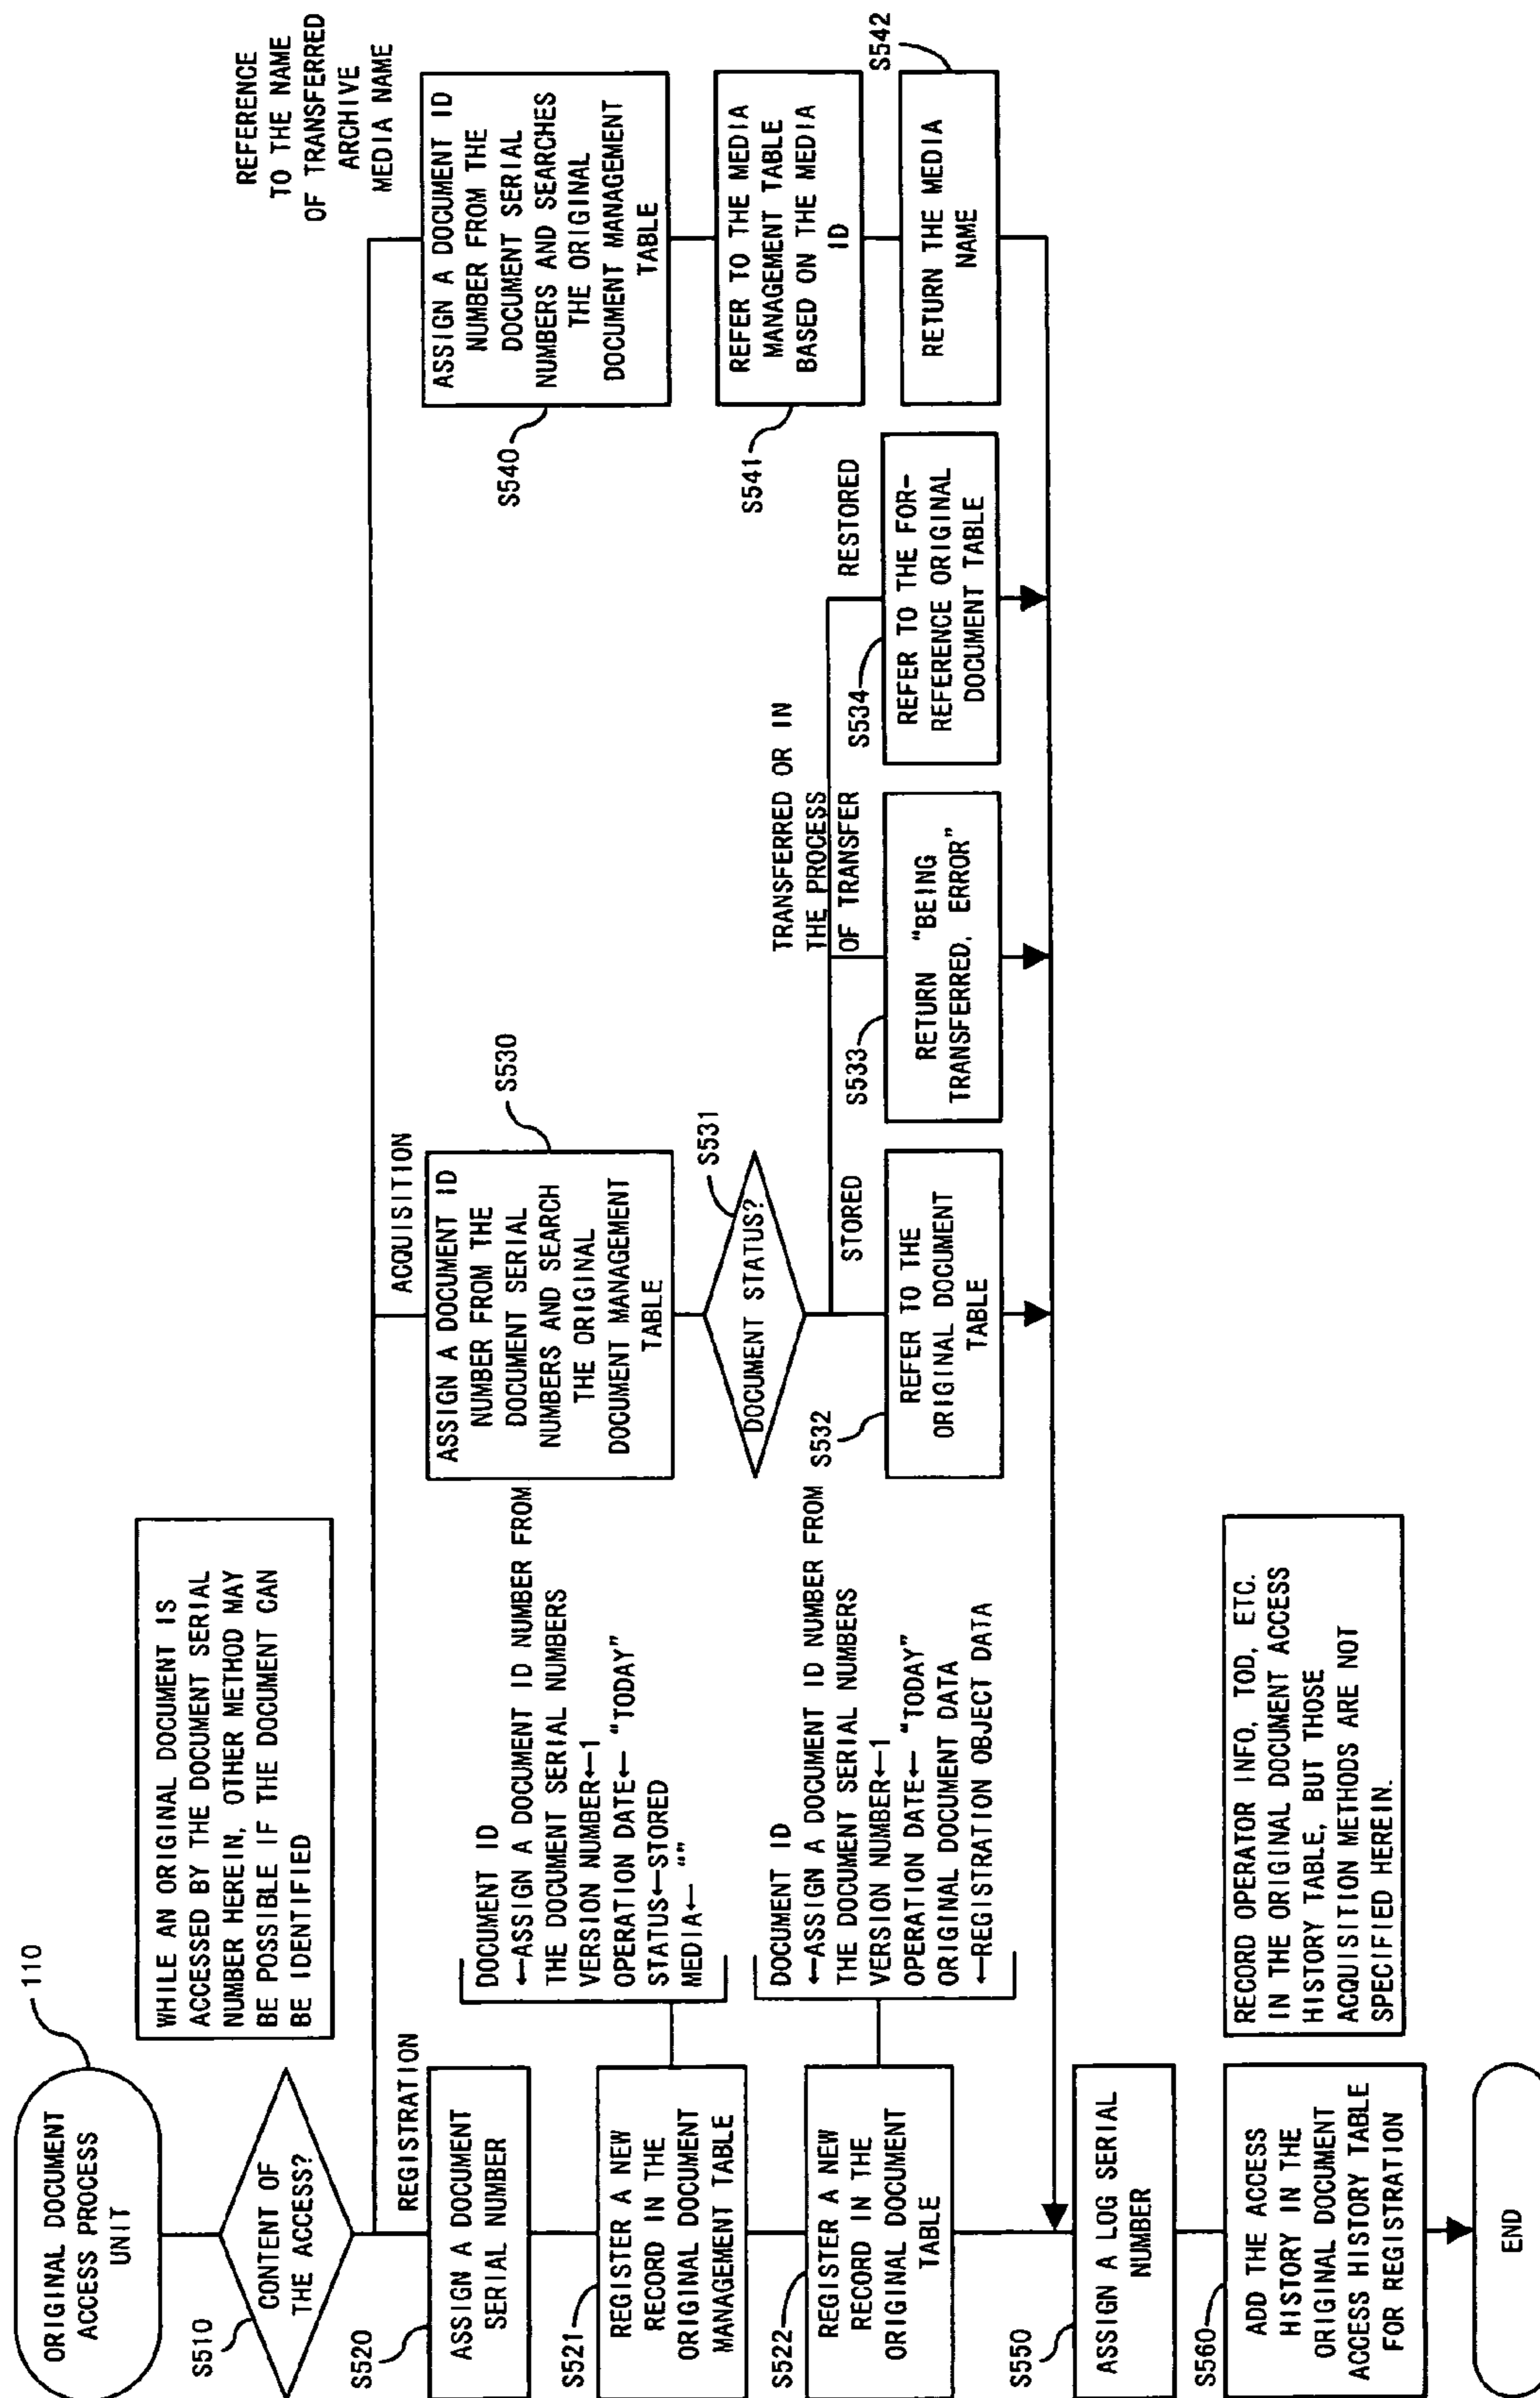 ORIGINAL DOCUMENT
ACCESS PROCESS
UNIT
110
S510
CONTENT OF
THE ACCESS?
WHILE AN ORIGINAL DOCUMENT IS
ACCESSED BY THE DOCUMENT SERIAL
NUMBER HEREIN, OTHER METHOD MAY
BE POSSIBLE IF THE DOCUMENT CAN
BE IDENTIFIED
REGISTRATION
S520
ASSIGN A DOCUMENT
SERIAL NUMBER
S521
REGISTER A NEW
RECORD IN THE
ORIGINAL DOCUMENT
MANAGEMENT TABLE
DOCUMENT ID
←ASSIGN A DOCUMENT ID NUMBER FROM
THE DOCUMENT SERIAL NUMBERS
VERSION NUMBER←1
OPERATION DATE← “TODAY”
STATUS←STORED
MEDIA← “”
S522
REGISTER A NEW
RECORD IN THE
ORIGINAL DOCUMENT
TABLE
DOCUMENT ID
←ASSIGN A DOCUMENT ID NUMBER FROM
THE DOCUMENT SERIAL NUMBERS
VERSION NUMBER←1
OPERATION DATE← “TODAY”
ORIGINAL DOCUMENT DATA
←REGISTRATION OBJECT DATA
ACQUISITION
S530
ASSIGN A DOCUMENT ID
NUMBER FROM THE
DOCUMENT SERIAL
NUMBERS AND SEARCH
THE ORIGINAL
DOCUMENT MANAGEMENT
TABLE
S531
DOCUMENT STATUS?
STORED
S532
REFER TO THE
ORIGINAL DOCUMENT
TABLE
TRANSFERRED OR IN
THE PROCESS
OF TRANSFER
S533
RETURN “BEING
TRANSFERRED, ERROR”
RESTORED
S534
REFER TO THE FOR-
REFERENCE ORIGINAL
DOCUMENT TABLE
REFERENCE
TO THE NAME
OF TRANSFERRED
ARCHIVE
MEDIA NAME
S540
ASSIGN A DOCUMENT ID
NUMBER FROM THE
DOCUMENT SERIAL
NUMBERS AND SEARCHES
THE ORIGINAL
DOCUMENT MANAGEMENT
TABLE
S541
REFER TO THE MEDIA
MANAGEMENT TABLE
BASED ON THE MEDIA
ID
S542
RETURN THE MEDIA
NAME
S550
ASSIGN A LOG SERIAL
NUMBER
S560
ADD THE ACCESS
HISTORY IN THE
ORIGINAL DOCUMENT
ACCESS HISTORY TABLE
FOR REGISTRATION
RECORD OPERATOR INFO, TOD, ETC.
IN THE ORIGINAL DOCUMENT ACCESS
HISTORY TABLE, BUT THOSE
ACQUISITION METHODS ARE NOT
SPECIFIED HEREIN.
END